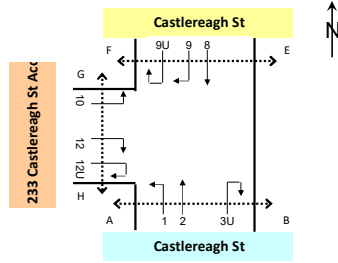 Castlereagh St
N
F
9U
9
8
E
G
10
233 Castlereagh St Acc
12
12U
H
A
1
2
3U
B
Castlereagh St